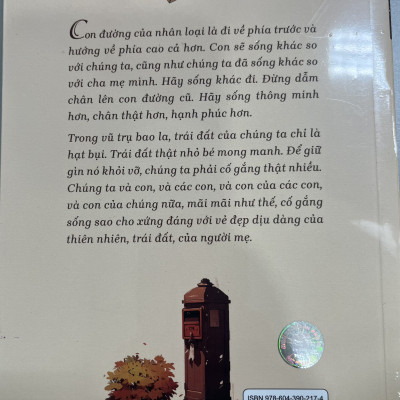 Con đường của nhân loại là đi về phía trước và
hướng về phía cao cả hơn. Con sẽ sống khác so
với chúng ta, cũng như chúng ta đã sống khác so
với cha mẹ mình. Hãy sống khác đi. Đừng dẫm
chân lên con đường cũ. Hãy sống thông minh
hơn, chân thật hơn, hạnh phúc hơn.
Trong vũ trụ bao la, trái đất của chúng ta chỉ là
hạt bụi. Trái đất thật nhỏ bé mong manh. Để giữ
gìn nó khỏi vỡ, chúng ta phải cố gắng thật nhiều.
Chúng ta và con, và các con, và con của các con,
và con của chúng nữa, mãi mãi như thế, cố gắng
sống sao cho xứng đáng với vẻ đẹp dịu dàng của
thiên nhiên, trái đất, của người mẹ.
ISBN 978-604-390-217-4